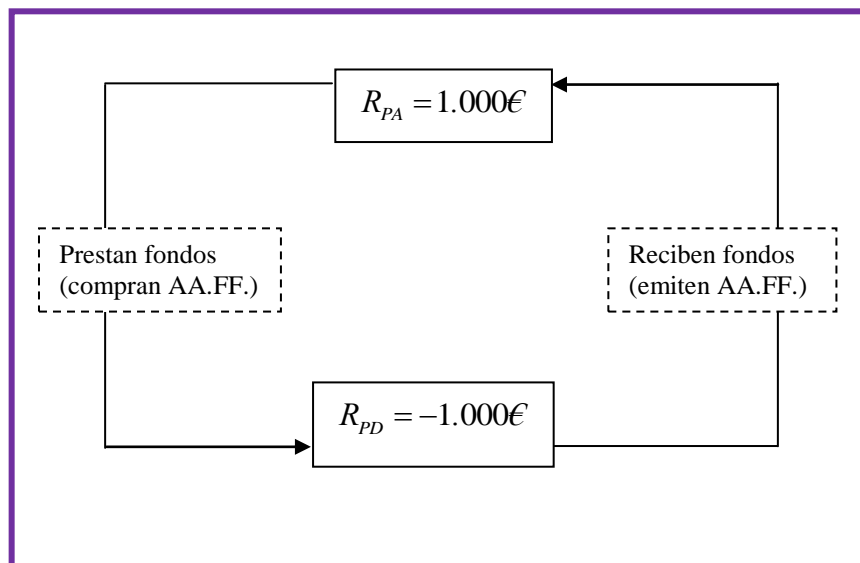 R_PA = 1.000€
Prestan fondos
(compran AA.FF.)
Reciben fondos
(emiten AA.FF.)
R_PD = −1.000€